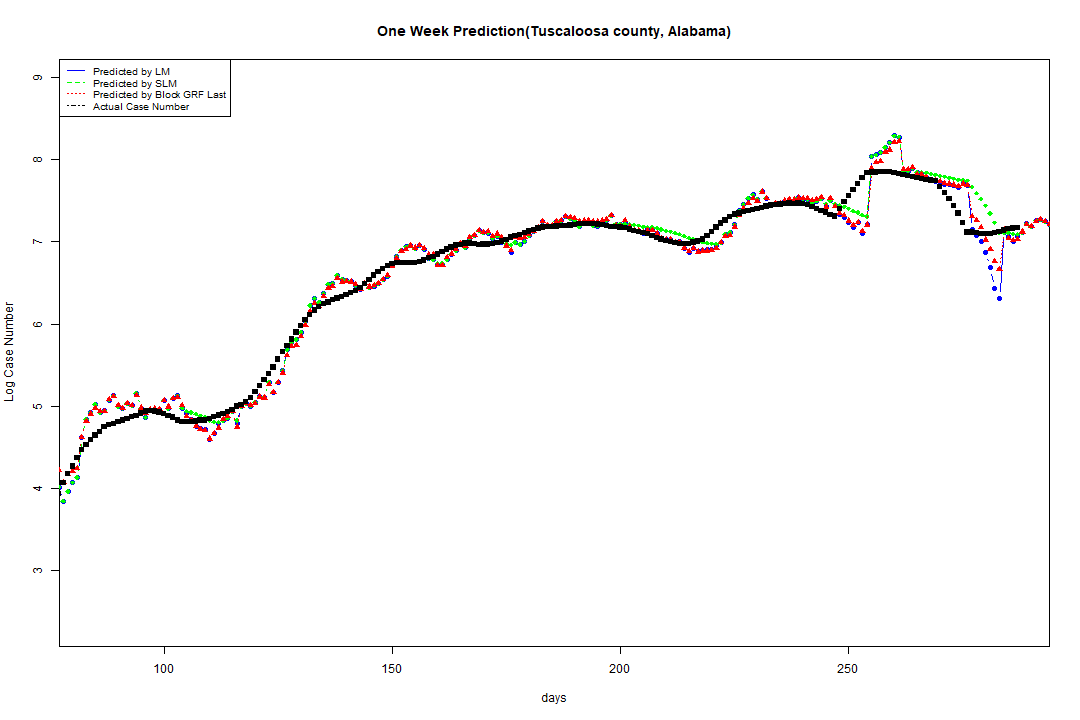 One Week Prediction(Tuscaloosa county, Alabama)
Predicted by LM
Predicted by SLM
Predicted by Block GRF Last
Actual Case Number
9
8
7
6
5
4
3
Log Case Number
100 150 200 250
days